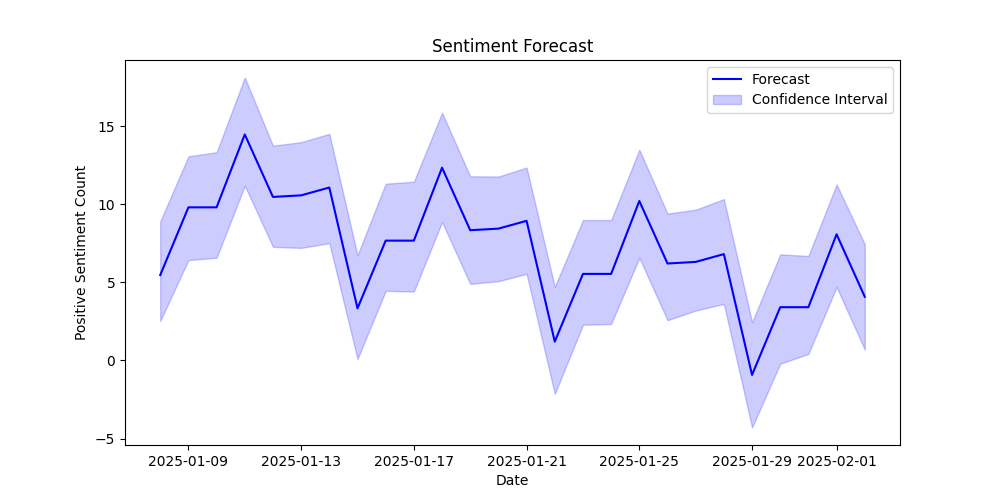 Sentiment Forecast
Forecast
Confidence Interval
Positive Sentiment Count
15
10
5
0
−5
2025-01-09 2025-01-13 2025-01-17 2025-01-21 2025-01-25 2025-01-29 2025-02-01
Date